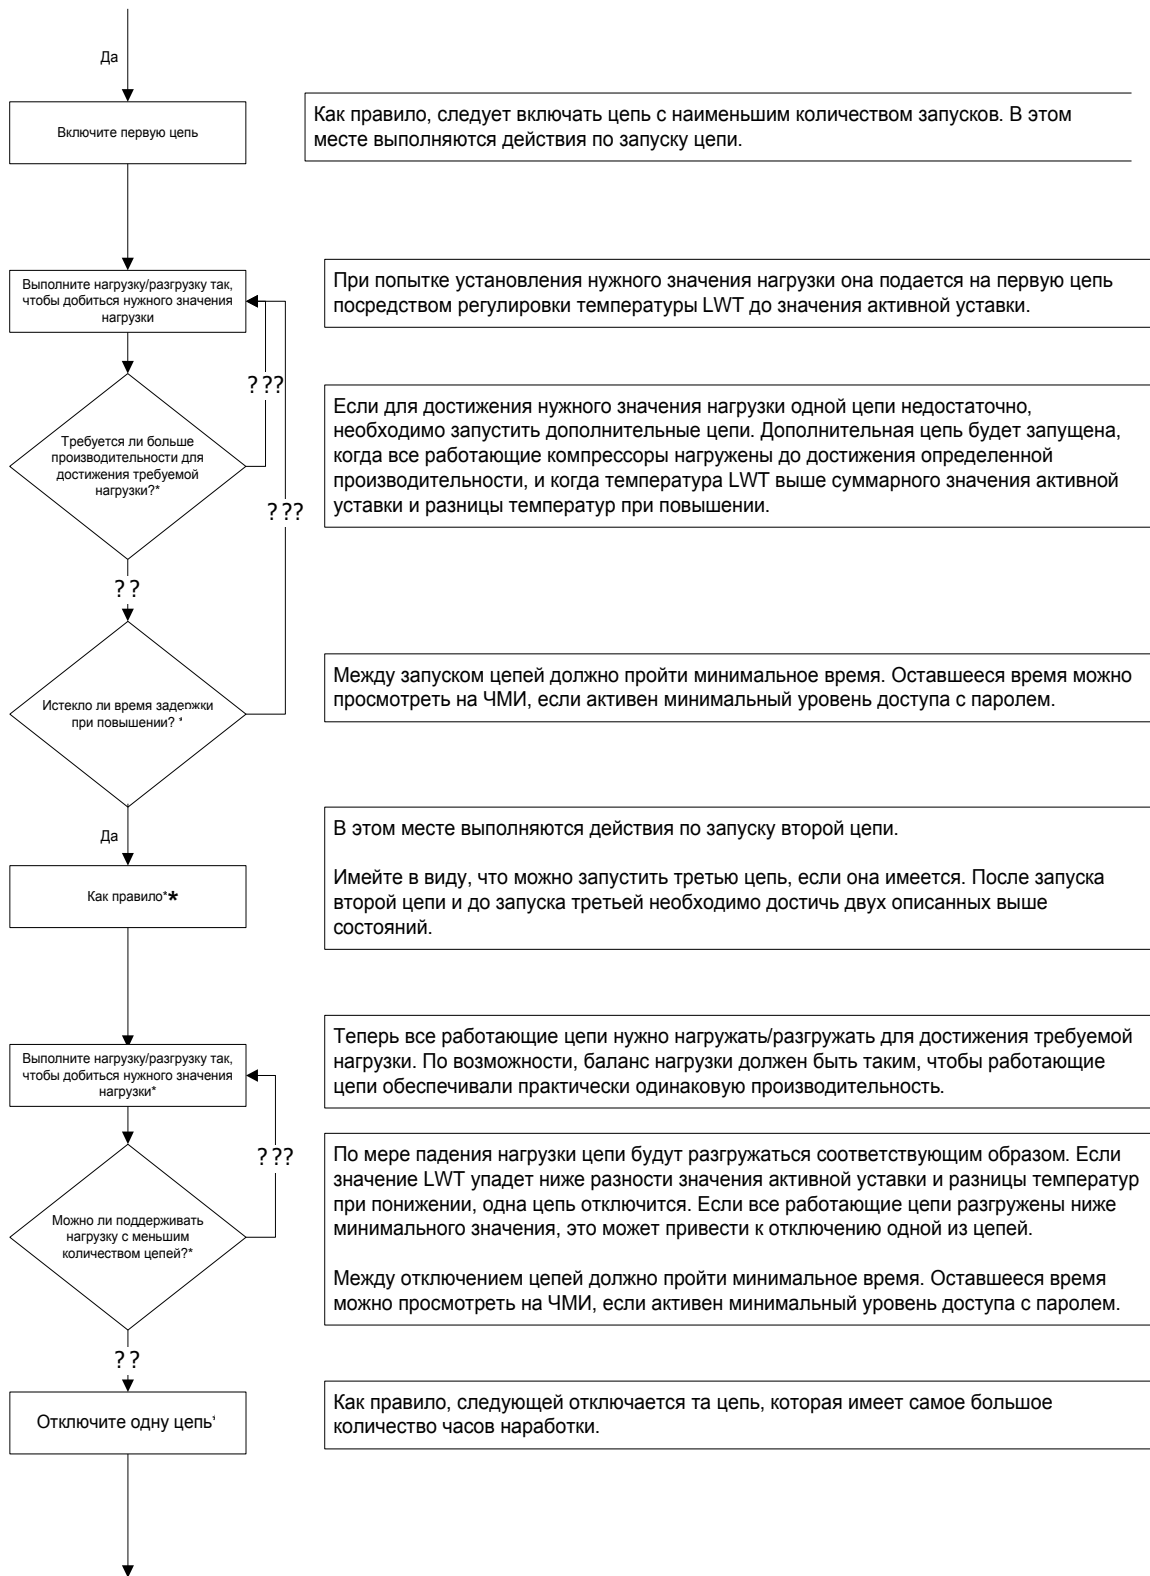 Да
Включите первую цепь
Как правило, следует включать цепь с наименьшим количеством запусков. В этом
месте выполняются действия по запуску цепи.
Выполните нагрузку/разгрузку так,
чтобы добиться нужного значения
нагрузки
При попытке установления нужного значения нагрузки она подается на первую цепь
посредством регулировки температуры LWT до значения активной уставки.
? ??
Требуется ли больше
производительности для
достижения требуемой
нагрузки?*
Если для достижения нужного значения нагрузки одной цепи недостаточно,
необходимо запустить дополнительные цепи. Дополнительная цепь будет запущена,
когда все работающие компрессоры нагружены до достижения определенной
производительности, и когда температура LWT выше суммарного значения активной
уставки и разницы температур при повышении.
? ??
? ?
Истекло ли время задержки
при повышении? *
Между запуском цепей должно пройти минимальное время. Оставшееся время можно
просмотреть на ЧМИ, если активен минимальный уровень доступа с паролем.
Да
Как правило**
В этом месте выполняются действия по запуску второй цепи.
Имейте в виду, что можно запустить третью цепь, если она имеется. После запуска
второй цепи и до запуска третьей необходимо достичь двух описанных выше
состояний.
Выполните нагрузку/разгрузку так,
чтобы добиться нужного значения
нагрузки*
Теперь все работающие цепи нужно нагружать/разгружать для достижения требуемой
нагрузки. По возможности, баланс нагрузки должен быть таким, чтобы работающие
цепи обеспечивали практически одинаковую производительность.
? ??
Можно ли поддерживать
нагрузку с меньшим
количеством цепей?*
По мере падения нагрузки цепи будут разгружаться соответствующим образом. Если
значение LWT упадет ниже разности значения активной уставки и разницы температур
при понижении, одна цепь отключится. Если все работающие цепи разгружены ниже
минимального значения, это может привести к отключению одной из цепей.
Между отключением цепей должно пройти минимальное время. Оставшееся время
можно просмотреть на ЧМИ, если активен минимальный уровень доступа с паролем.
? ?
Отключите одну цепь'
Как правило, следующей отключается та цепь, которая имеет самое большое
количество часов наработки.